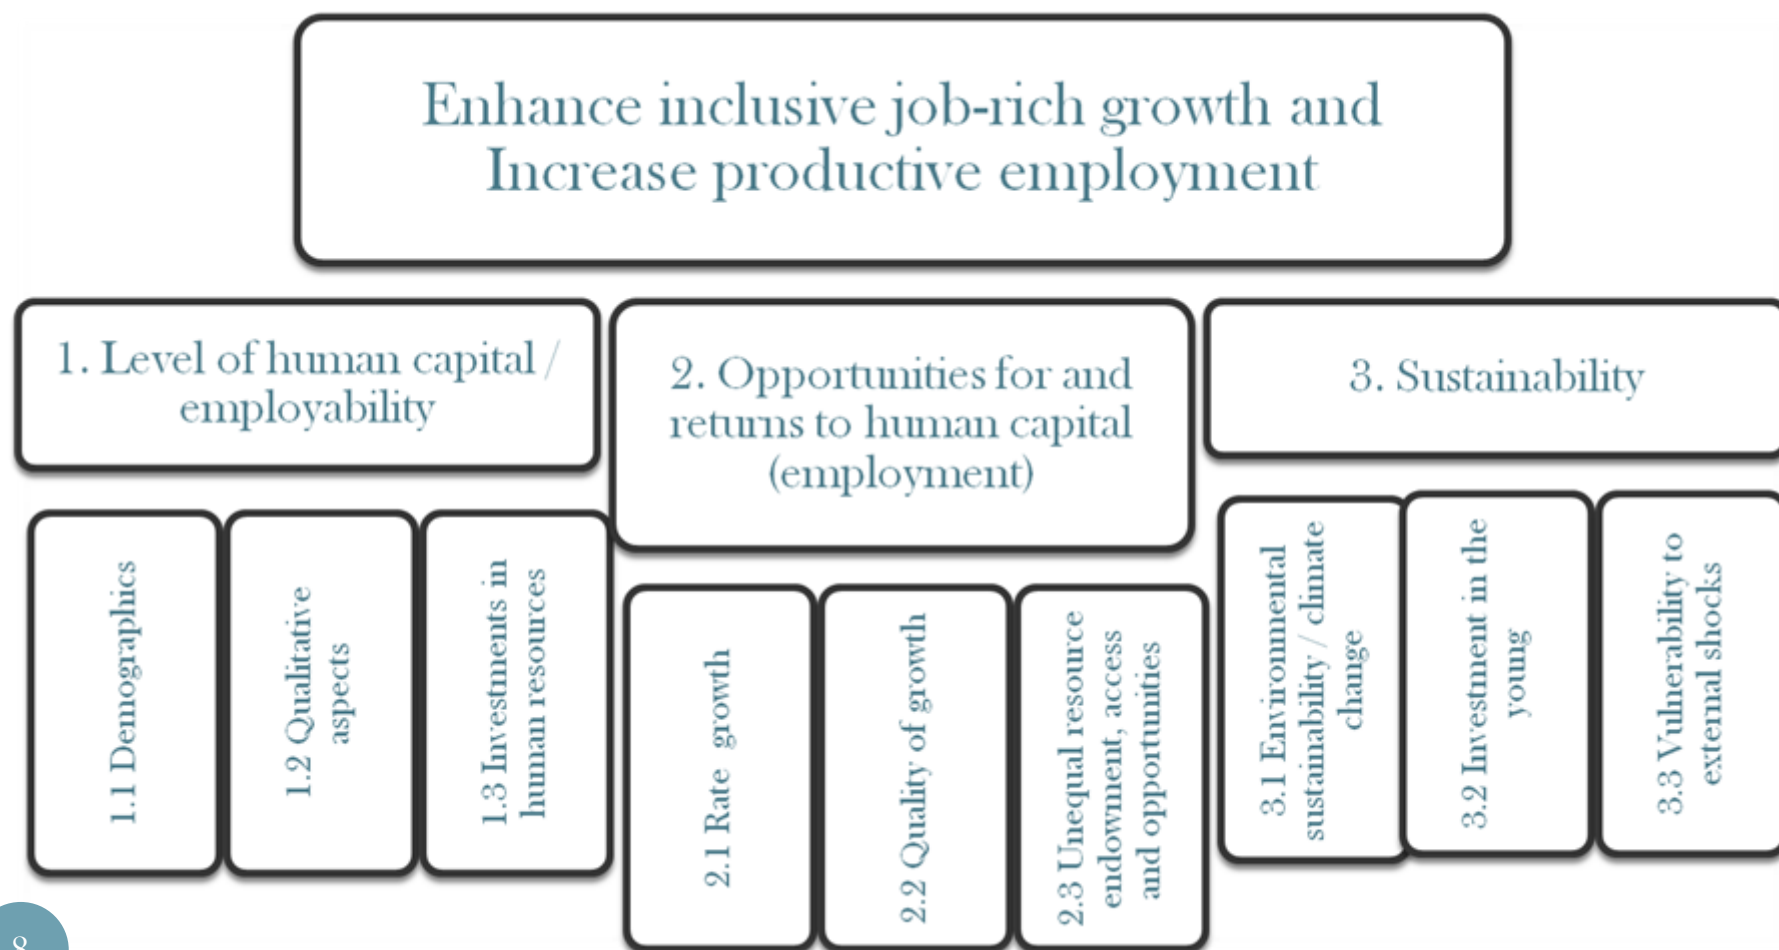 Enhance inclusive job-rich growth and
Increase productive employment
1. Level of human capital /
employability
2. Opportunities for and
returns to human capital
(employment)
3. Sustainability
1.1 Demographics
1.2 Qualitative
aspects
1.3 Investments in
human resources
2.1 Rate growth
2.2 Quality of growth
2.3 Unequal resource
endowment, access
and opportunities
3.1 Environmental
sustainability/ climate
change
3.2 Investment in the
young
3.3 Vulnerability to
external shocks
8